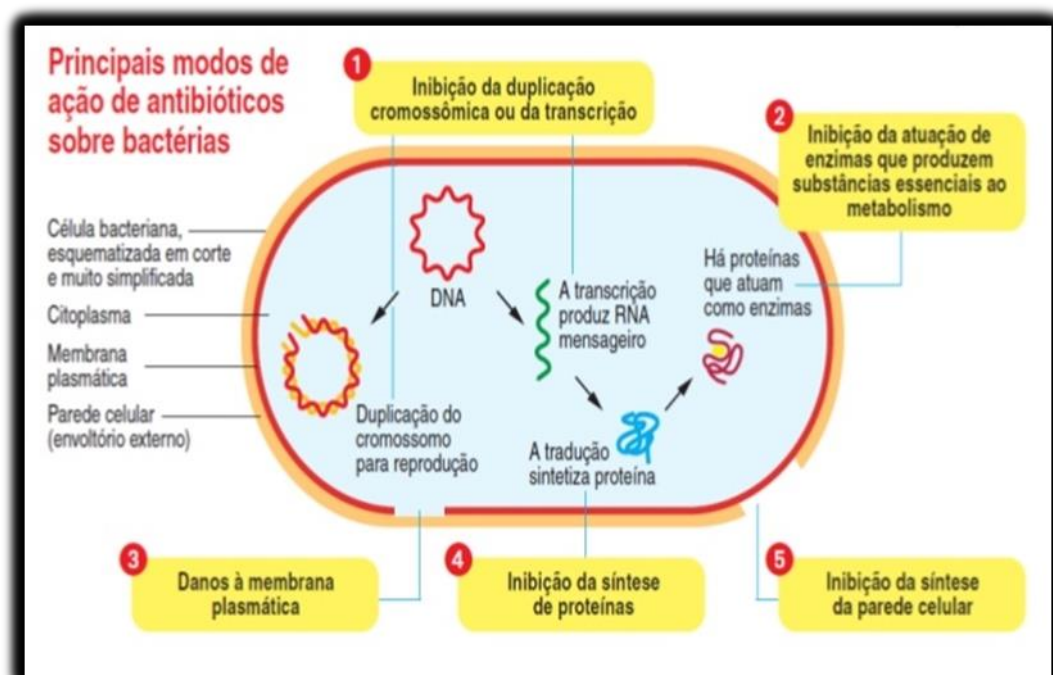 Principais modos de
ação de antibióticos
sobre bactérias
1
Inibição da duplicação
cromossômica ou da transcrição
2
Inibição da atuação de
enzimas que produzem
substâncias essenciais ao
metabolismo
Célula bacteriana,
esquematizada em corte
e muito simplificada
Citoplasma
Membrana
plasmática
Parede celular
(envoltório externo)
DNA
A transcrição
produz RNA
mensageiro
Há proteínas
que atuam
como enzimas
Duplicação do
cromossomo
para reprodução
A tradução
sintetiza proteína
3
Danos à membrana
plasmática
4
Inibição da síntese
de proteínas
5
Inibição da síntese
da parede celular